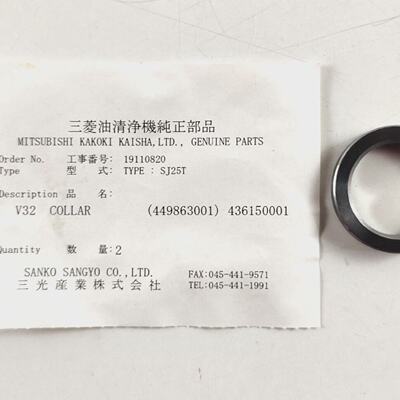 三菱油清浄機純正部品
MITSUBISHI KAKOKI KAISHA,LTD., GENUINE PARTS
Order No. 工事番号: 19110820
Type 型 式: TYPE : SJ25T
Description 品 名:
V32 COLLAR (449863001) 436150001
Quantity 数 量: 2
SANKO SANGYO CO.,LTD. FAX:045-441-9571
三光産業株式会社 TEL:045-441-1991